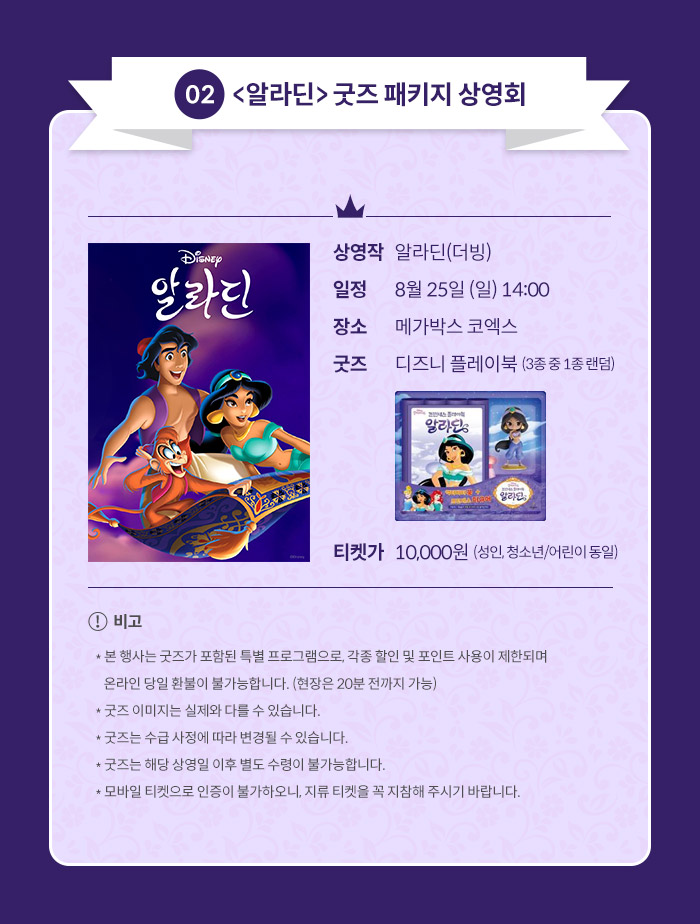 02 <알라딘> 굿즈 패키지 상영회
Disney
알라딘
상영작 알라딘(더빙)
일정 8월 25일 (일) 14:00
장소 메가박스 코엑스
굿즈 디즈니 플레이북 (3종 중 1종 랜덤)
프린세스 플레이북
알라딘
알라딘
티켓가 10,000원 (성인, 청소년/어린이 동일)
! 비고
* 본 행사는 굿즈가 포함된 특별 프로그램으로, 각종 할인 및 포인트 사용이 제한되며
온라인 당일 환불이 불가능합니다. (현장은 20분 전까지 가능)
* 굿즈 이미지는 실제와 다를 수 있습니다.
* 굿즈는 수급 사정에 따라 변경될 수 있습니다.
* 굿즈는 해당 상영일 이후 별도 수령이 불가능합니다.
* 모바일 티켓으로 인증이 불가하오니, 지류 티켓을 꼭 지참해 주시기 바랍니다.